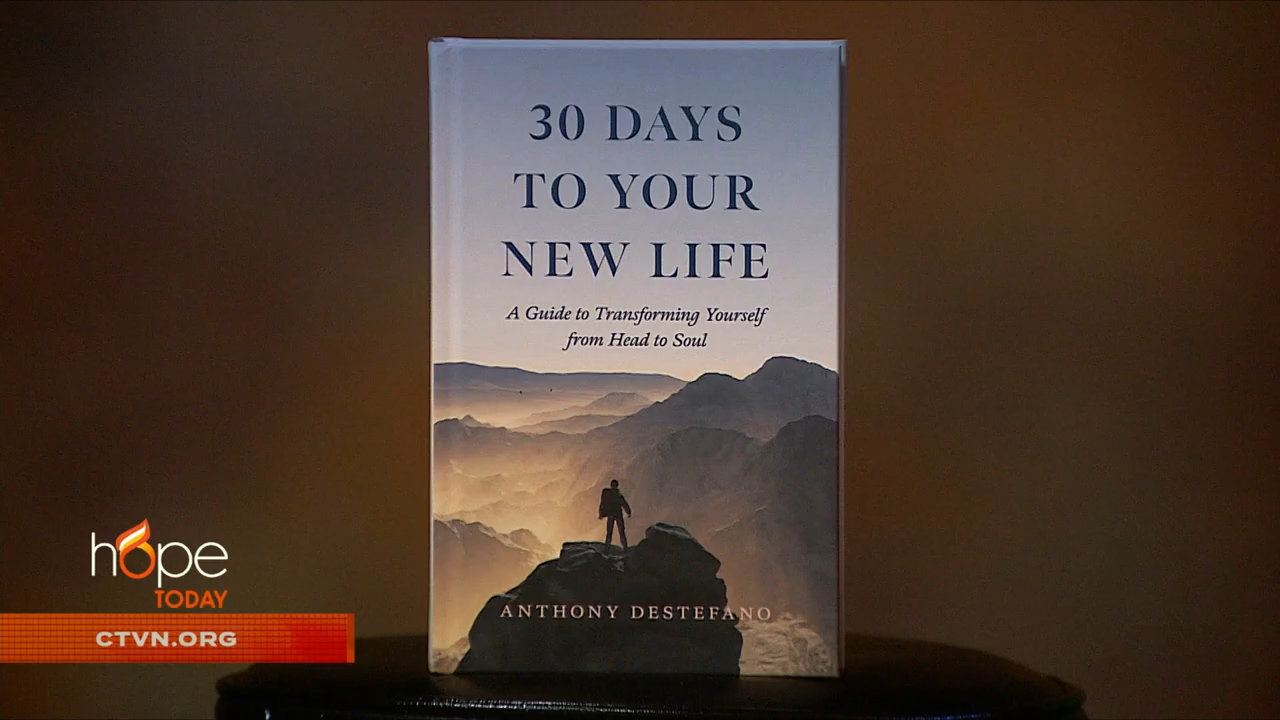 30 DAYS
TO YOUR
NEW LIFE
A Guide to Transforming Yourself
from Head to Soul
ANTHONY DESTEFANO
hope
TODAY
CTVN.ORG